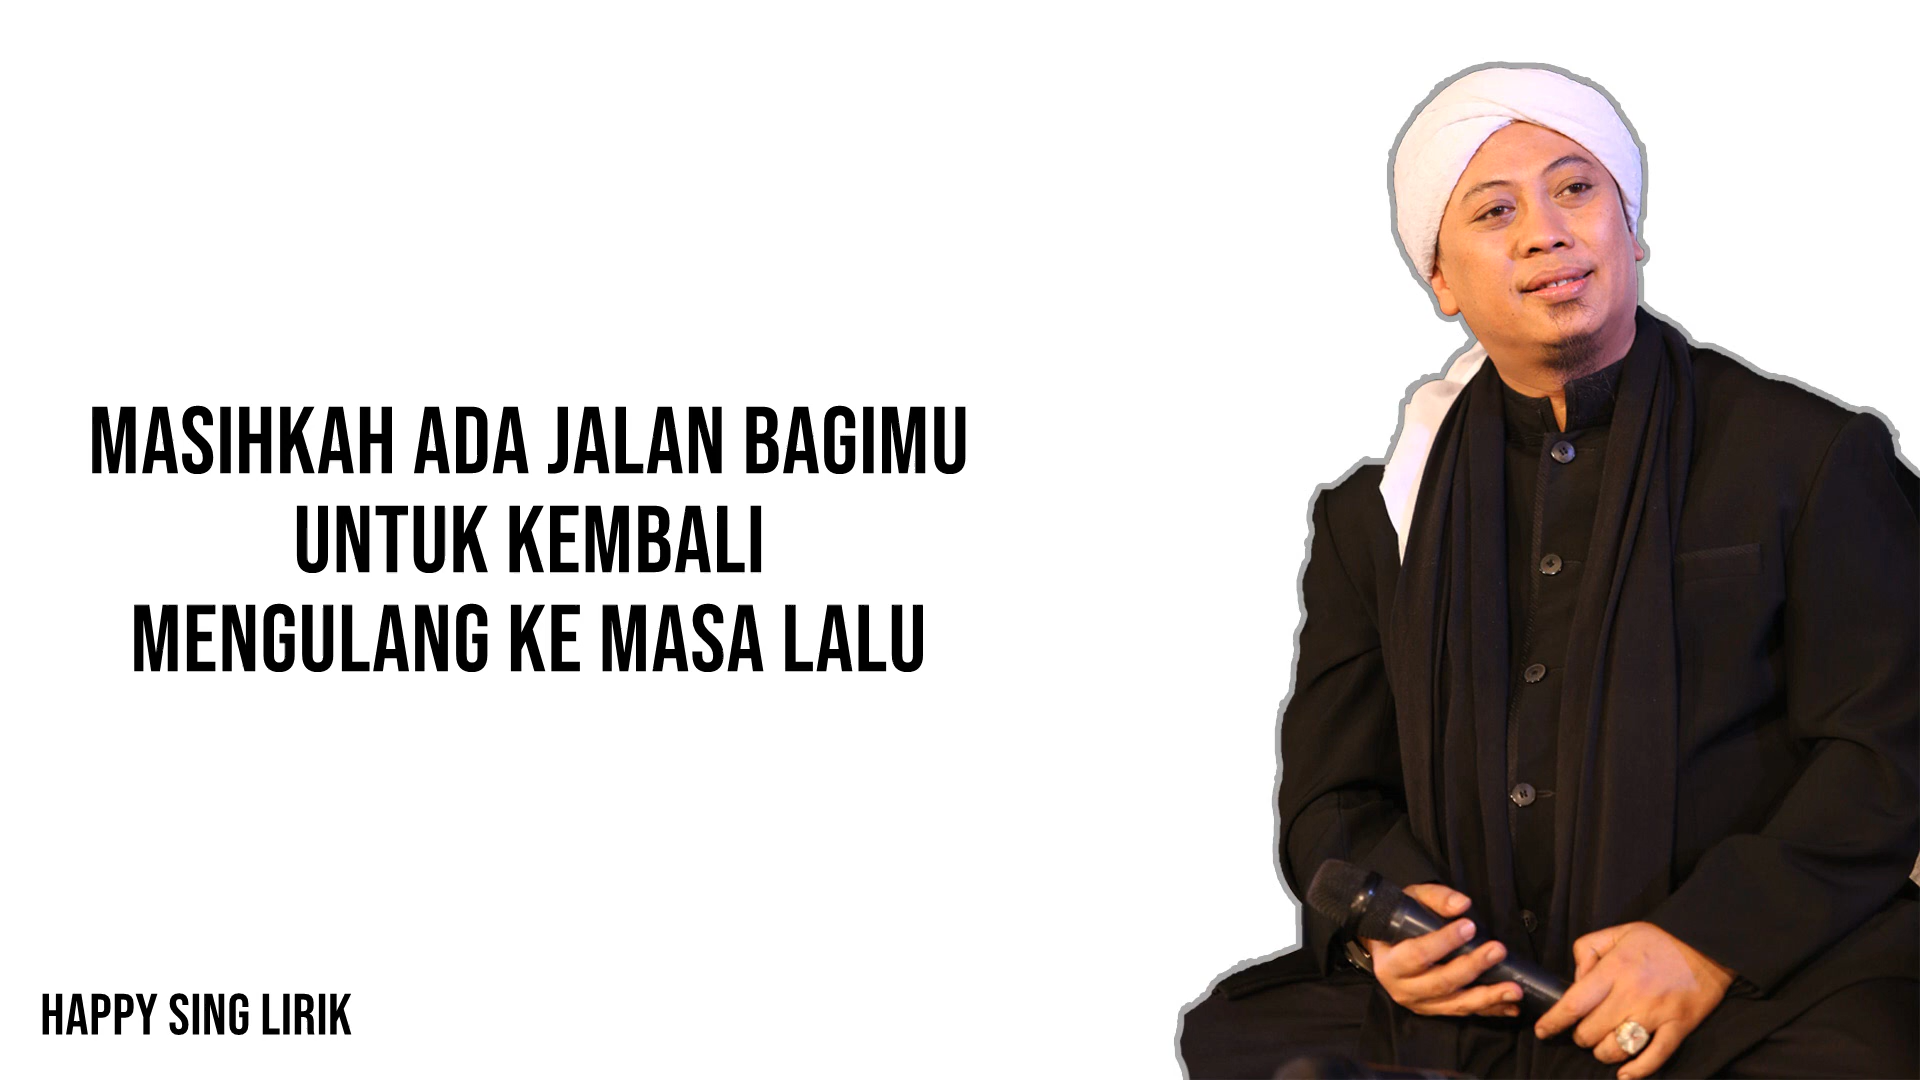 MASIHKAH ADA JALAN BAGIMU
UNTUK KEMBALI
MENGULANG KE MASA LALU
HAPPY SING LIRIK